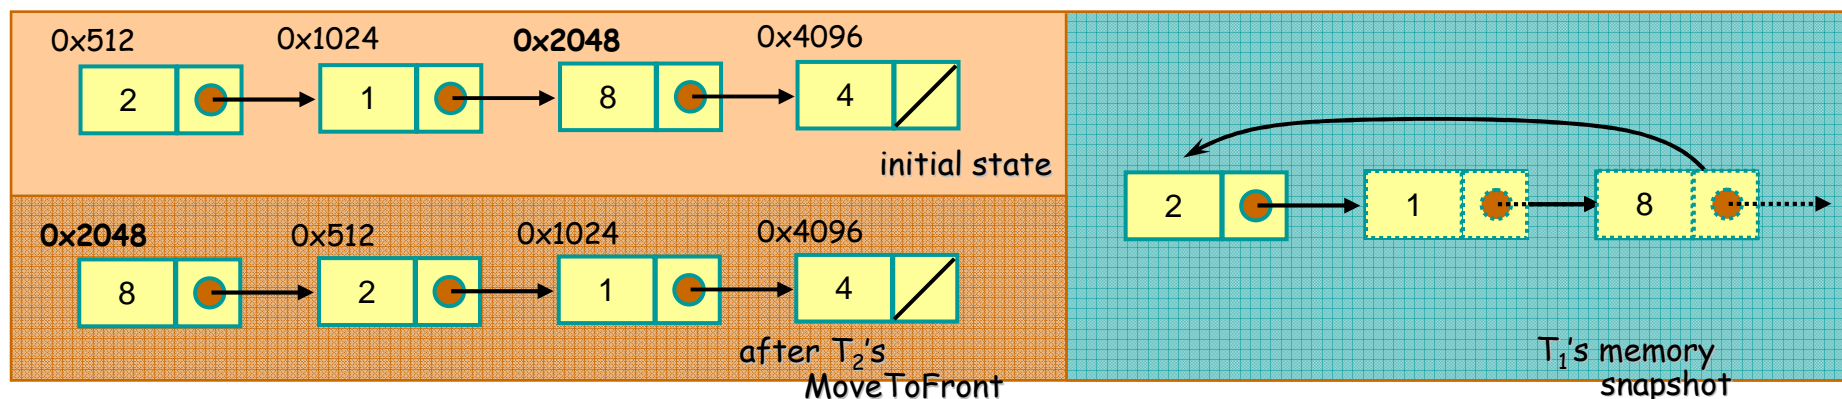 0x512 0x1024 0x2048 0x4096
2 1 8 4
initial state
0x2048 0x512 0x1024 0x4096
8 2 1 4
after T₂'s
MoveToFront
2 1 8
T₁'s memory
snapshot